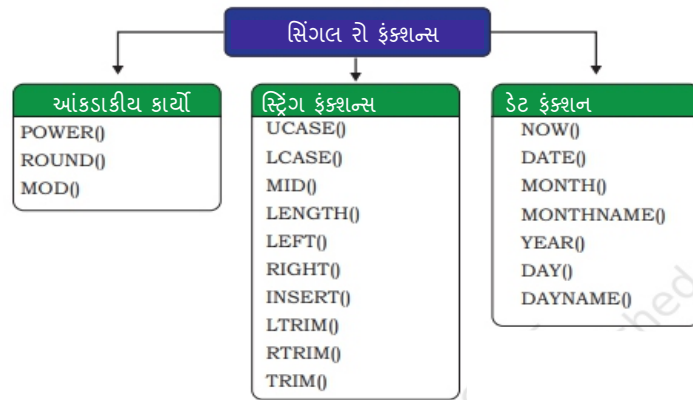 સિંગલ રો ફંક્શન્સ
આંકડાકીય કાર્યો
POWER()
ROUND()
MOD()
સ્ટ્રિંગ ફંક્શન્સ
UCASE()
LCASE()
MID()
LENGTH()
LEFT()
RIGHT()
INSERT()
LTRIM()
RTRIM()
TRIM()
ડેટ ફંક્શન
NOW()
DATE()
MONTH()
MONTHNAME()
YEAR()
DAY()
DAYNAME()